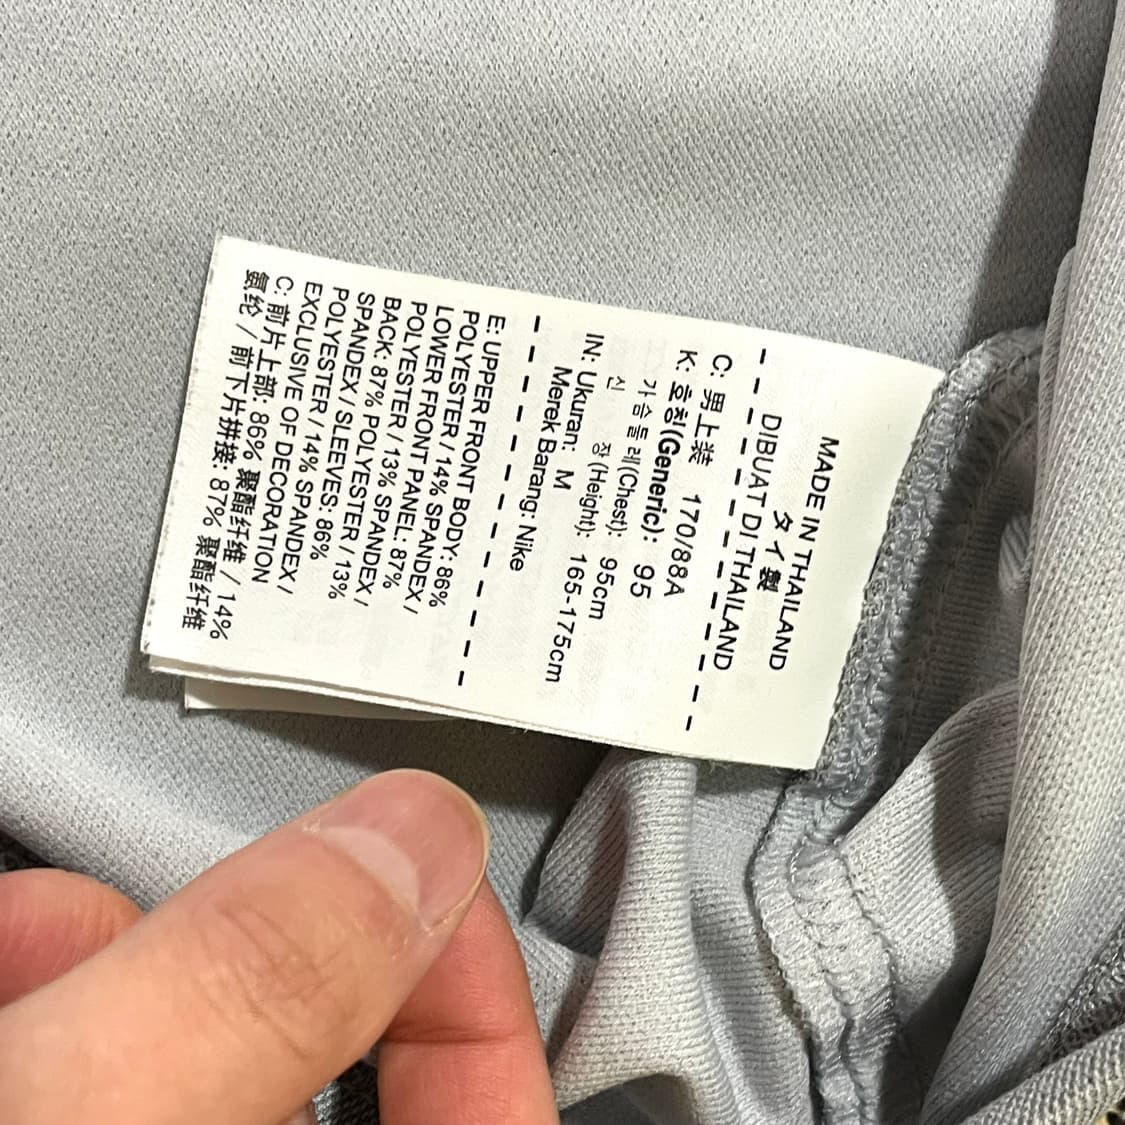 MADE IN THAILAND
タイ製
DIBUAT DI THAILAND
C: 男上装 170/88A
K: 호칭(Generic): 95
가슴둘레(Chest): 95cm
신 장(Height): 165-175cm
IN: Ukuran: M
Merek Barang: Nike
E: UPPER FRONT BODY: 86%
POLYESTER / 14% SPANDEX /
LOWER FRONT PANEL: 87%
POLYESTER / 13% SPANDEX /
BACK: 87% POLYESTER / 13%
SPANDEX / SLEEVES: 86%
POLYESTER / 14% SPANDEX /
EXCLUSIVE OF DECORATION
C: 前片上部: 86% 聚酯纤维 / 14%
氨纶 / 前下片拼接: 87% 聚酯纤维